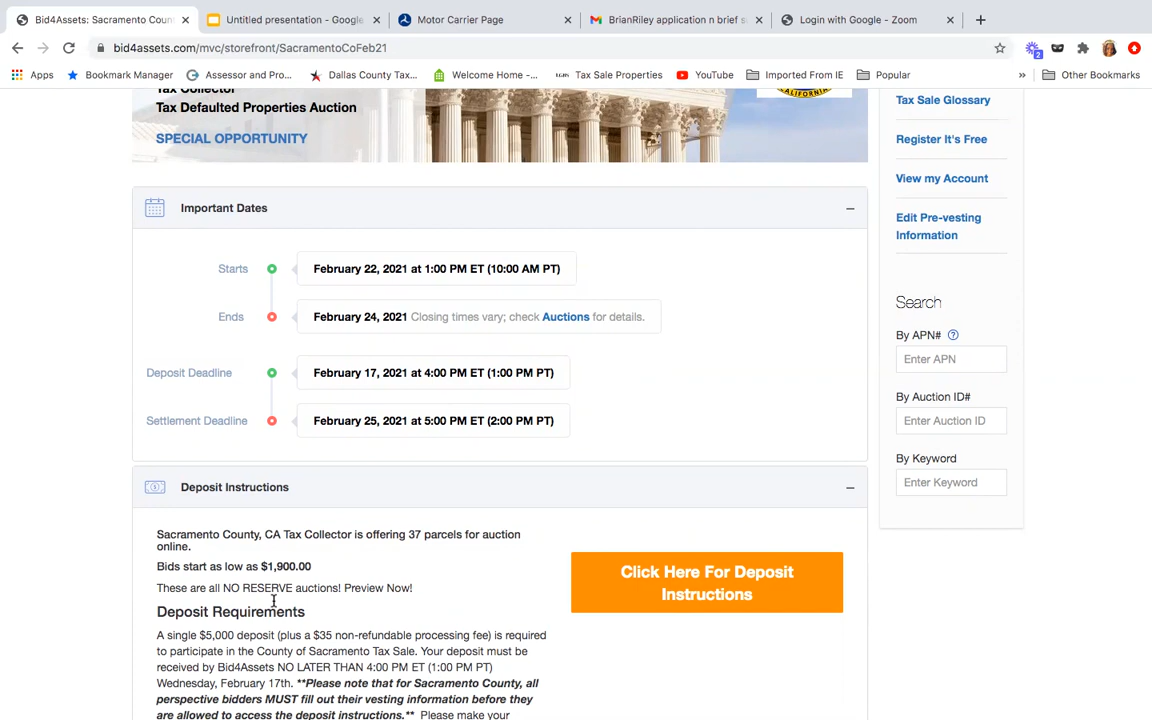 Bid4Assets: Sacramento Coun
Untitled presentation - Google
Motor Carrier Page
BrianRiley application n brief s
Login with Google - Zoom
bid4assets.com/mvc/storefront/SacramentoCoFeb21
2
Apps
Bookmark Manager
Assessor and Pro...
Dallas County Tax...
Welcome Home -...
Tax Sale Properties
YouTube
Imported From IE
Popular
»
Other Bookmarks
Tax Collector
Tax Defaulted Properties Auction
SPECIAL OPPORTUNITY
CALIFORNIA
Tax Sale Glossary
Register It's Free
View my Account
Edit Pre-vesting
Information
Important Dates
Starts
February 22, 2021 at 1:00 PM ET (10:00 AM PT)
Ends
February 24, 2021 Closing times vary; check Auctions for details.
Deposit Deadline
February 17, 2021 at 4:00 PM ET (1:00 PM PT)
Settlement Deadline
February 25, 2021 at 5:00 PM ET (2:00 PM PT)
Search
By APN# ?
Enter APN
By Auction ID#
Enter Auction ID
By Keyword
Enter Keyword
Deposit Instructions
Sacramento County, CA Tax Collector is offering 37 parcels for auction
online.
Bids start as low as $1,900.00
These are all NO RESERVE auctions! Preview Now!
Deposit Requirements
A single $5,000 deposit (plus a $35 non-refundable processing fee) is required
to participate in the County of Sacramento Tax Sale. Your deposit must be
received by Bid4Assets NO LATER THAN 4:00 PM ET (1:00 PM PT)
Wednesday, February 17th. **Please note that for Sacramento County, all
perspective bidders MUST fill out their vesting information before they
are allowed to access the deposit instructions.** Please make your
Click Here For Deposit
Instructions